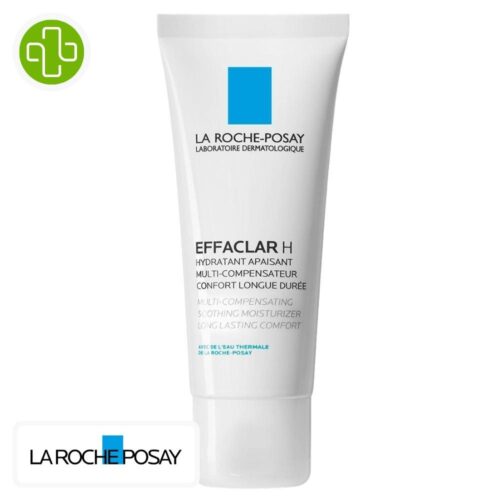 LA ROCHE-POSAY
LABORATOIRE DERMATOLOGIQUE
EFFACLAR H
HYDRATANT APAISANT
MULTI-COMPENSATEUR
CONFORT LONGUE DURÉE
MULTI-COMPENSATING
SOOTHING MOISTURIZER
LONG LASTING COMFORT
AVEC DE L'EAU THERMALE
DE LA ROCHE-POSAY
LA ROCHE POSAY